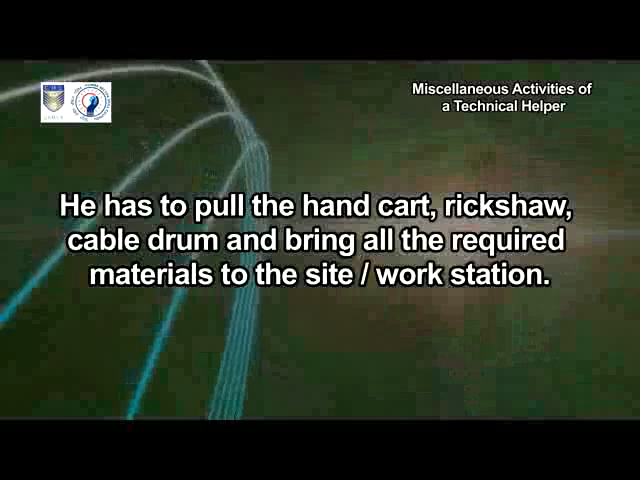 Miscellaneous Activities of
a Technical Helper
He has to pull the hand cart, rickshaw,
cable drum and bring all the required
materials to the site / work station.